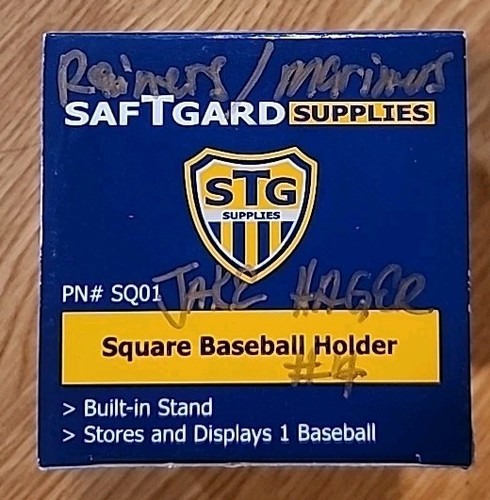 Rainers/Mariners
SAFTGARD SUPPLIES
STG
SUPPLIES
PN# SQ01
JAKE HAGER
Square Baseball Holder
#4
> Built-in Stand
> Stores and Displays 1 Baseball